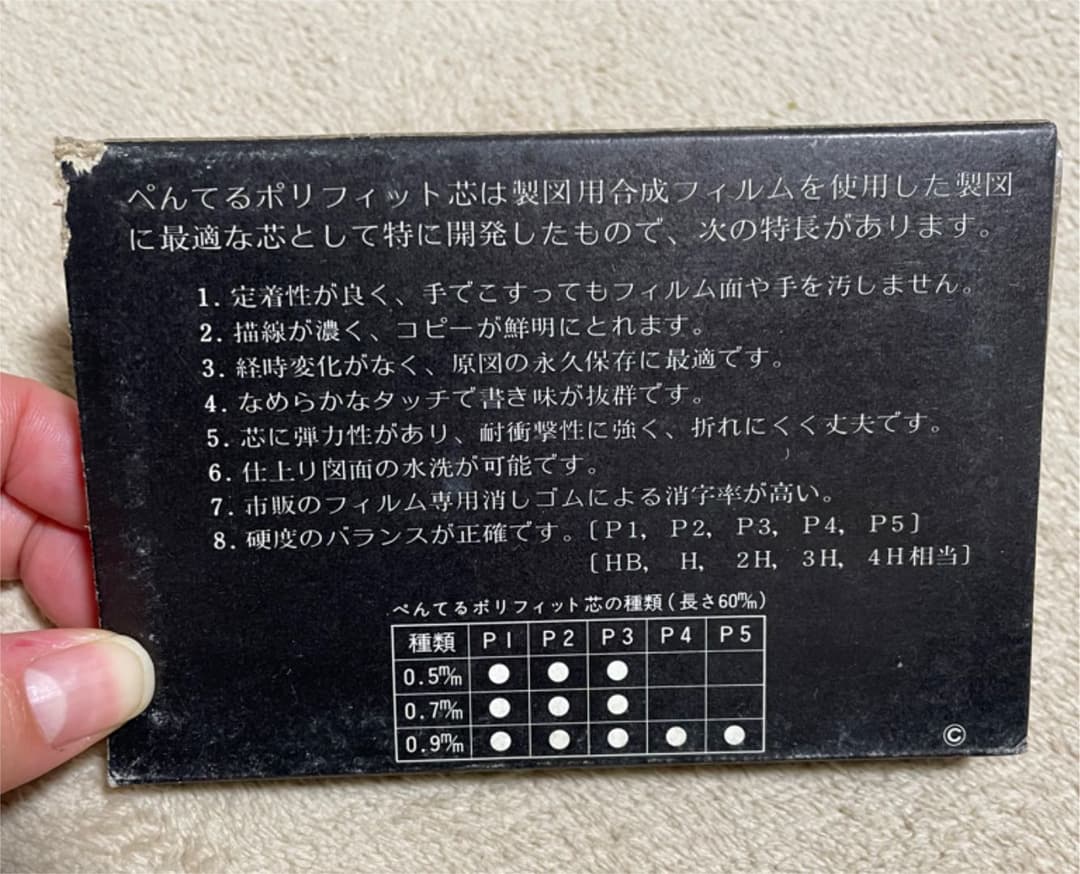 ぺんてるポリフィット芯は製図用合成フィルムを使用した製図
に最適な芯として特に開発したもので、次の特長があります。
1. 定着性が良く、手でこすってもフィルム面や手を汚しません。
2. 描線が濃く、コピーが鮮明にとれます。
3. 経時変化がなく、原図の永久保存に最適です。
4. なめらかなタッチで書き味が抜群です。
5. 芯に弾力性があり、耐衝撃性に強く、折れにくく丈夫です。
6. 仕上り図面の水洗が可能です。
7. 市販のフィルム専用消しゴムによる消字率が高い。
8. 硬度のバランスが正確です。〔P1, P2, P3, P4, P5〕
〔HB, H, 2H, 3H, 4H相当〕
ぺんてるポリフィット芯の種類(長さ60m/m)
種類 P1 P2 P3 P4 P5
0.5m/m ● ● ●
0.7m/m ● ● ●
0.9m/m ● ● ● ● ●
©